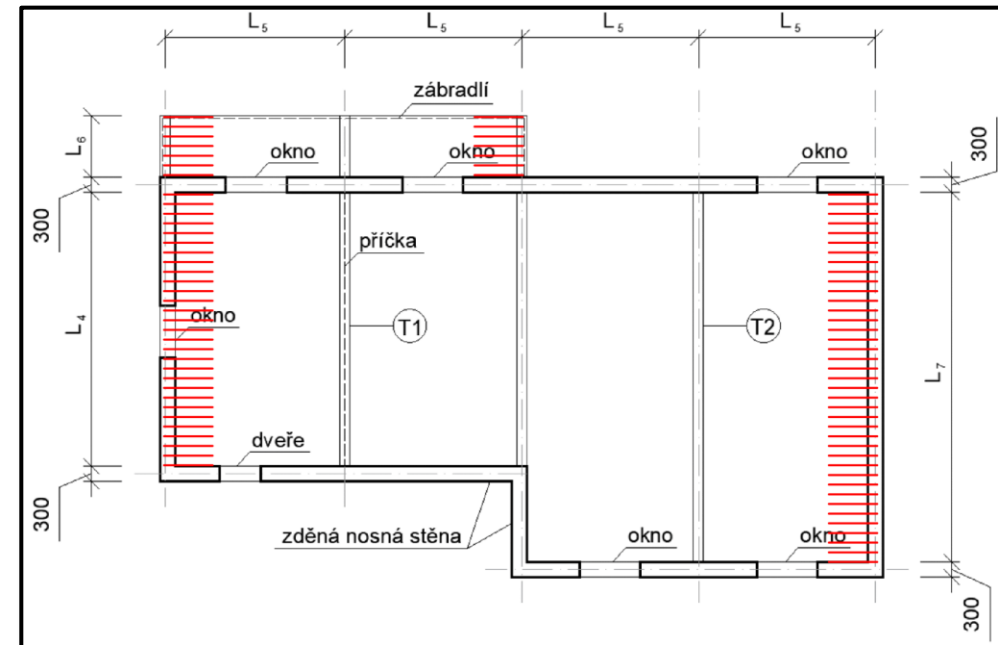 L₅ L₅ L₅ L₅
zábradlí
L₆
okno okno okno
300
300
příčka
okno
L₄
T1 T2
L₇
dveře
zděná nosná stěna
okno okno
300
300